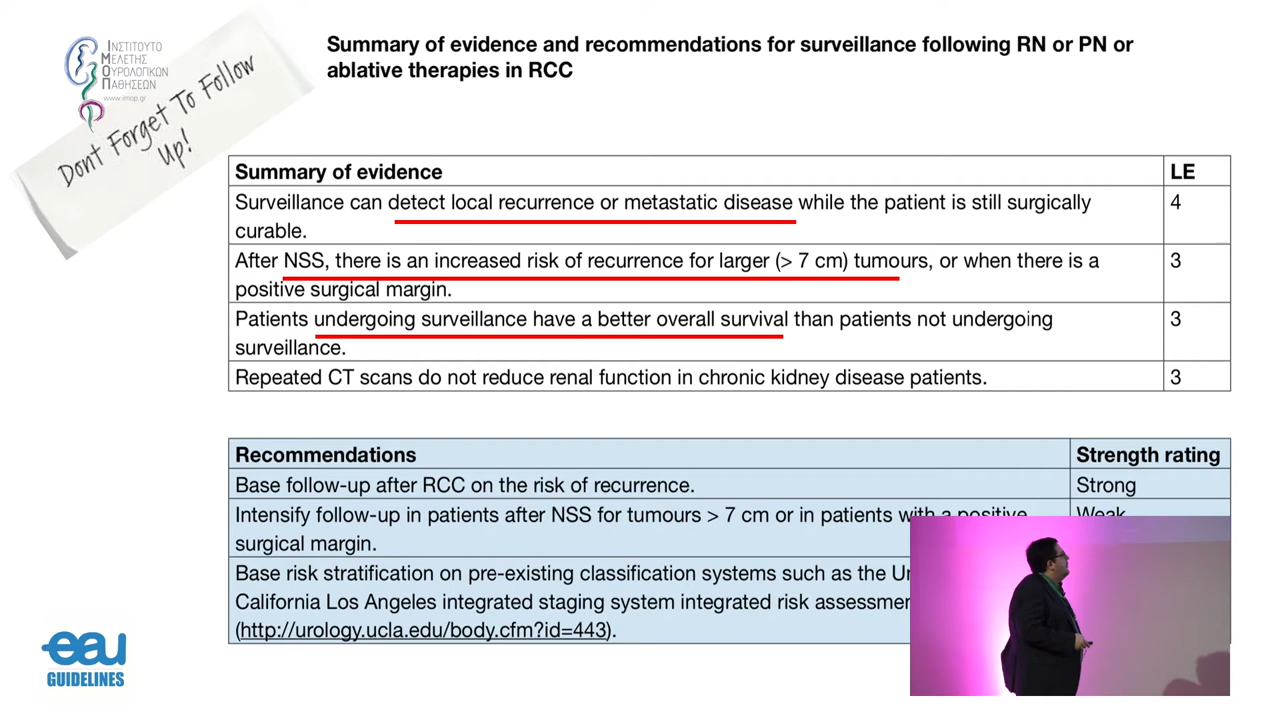 ΙΝΣΤΙΤΟΥΤΟ
ΜΕΛΕΤΗΣ
ΟΥΡΟΛΟΓΙΚΩΝ
ΠΑΘΗΣΕΩΝ
www.imop.gr
Dont Forget To Follow
Up!
Summary of evidence and recommendations for surveillance following RN or PN or
ablative therapies in RCC
Summary of evidence LE
Surveillance can detect local recurrence or metastatic disease while the patient is still surgically 4
curable.
After NSS, there is an increased risk of recurrence for larger (> 7 cm) tumours, or when there is a 3
positive surgical margin.
Patients undergoing surveillance have a better overall survival than patients not undergoing 3
surveillance.
Repeated CT scans do not reduce renal function in chronic kidney disease patients. 3
Recommendations Strength rating
Base follow-up after RCC on the risk of recurrence. Strong
Intensify follow-up in patients after NSS for tumours > 7 cm or in patients with a positive Weak
surgical margin.
Base risk stratification on pre-existing classification systems such as the
California Los Angeles integrated staging system integrated risk
(http://urology.ucla.edu/body.cfm?id=443).
eau
GUIDELINES